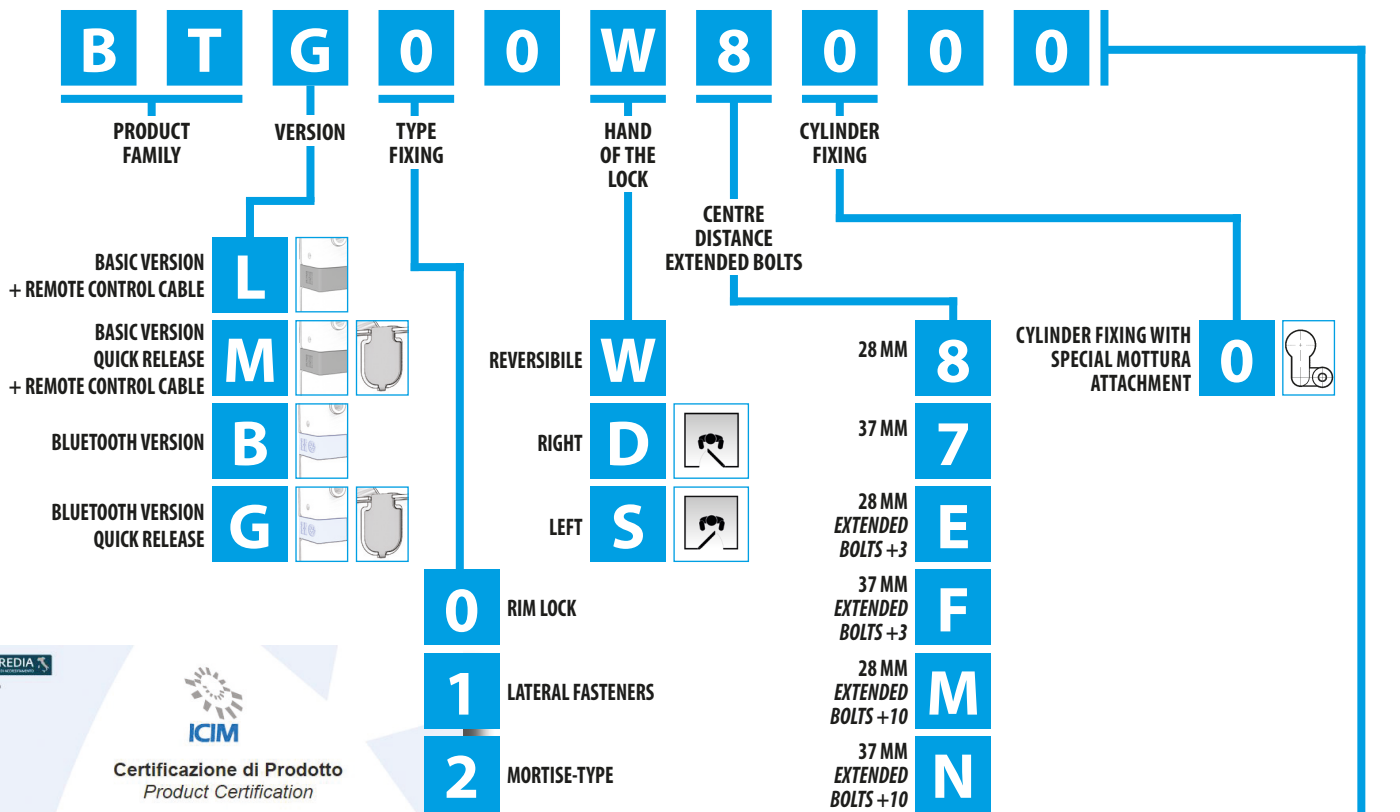 B T G 0 0 W 8 0 0 0
PRODUCT
FAMILY
VERSION
TYPE
FIXING
HAND
OF THE
LOCK
CENTRE
DISTANCE
EXTENDED BOLTS
CYLINDER
FIXING
BASIC VERSION
+ REMOTE CONTROL CABLE
L
BASIC VERSION
QUICK RELEASE
+ REMOTE CONTROL CABLE
M
BLUETOOTH VERSION
B
BLUETOOTH VERSION
QUICK RELEASE
G
0
RIM LOCK
1
LATERAL FASTENERS
2
MORTISE-TYPE
REVERSIBILE
W
RIGHT
D
LEFT
S
28 MM
8
37 MM
7
28 MM
EXTENDED
BOLTS +3
E
37 MM
EXTENDED
BOLTS +3
F
28 MM
EXTENDED
BOLTS +10
M
37 MM
EXTENDED
BOLTS +10
N
CYLINDER FIXING WITH
SPECIAL MOTTURA
ATTACHMENT
0
REDIA
ICIM
Certificazione di Prodotto
Product Certification